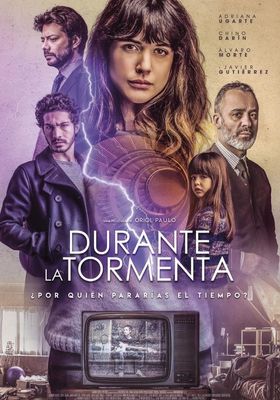 ADRIANA
UGARTE
CHINO
DARÍN
ÁLVARO
MORTE
Y JAVIER
GUTIÉRREZ
ORIOL PAULO
DURANTE
LA TORMENTA
¿POR QUIÉN PARARÍAS EL TIEMPO?